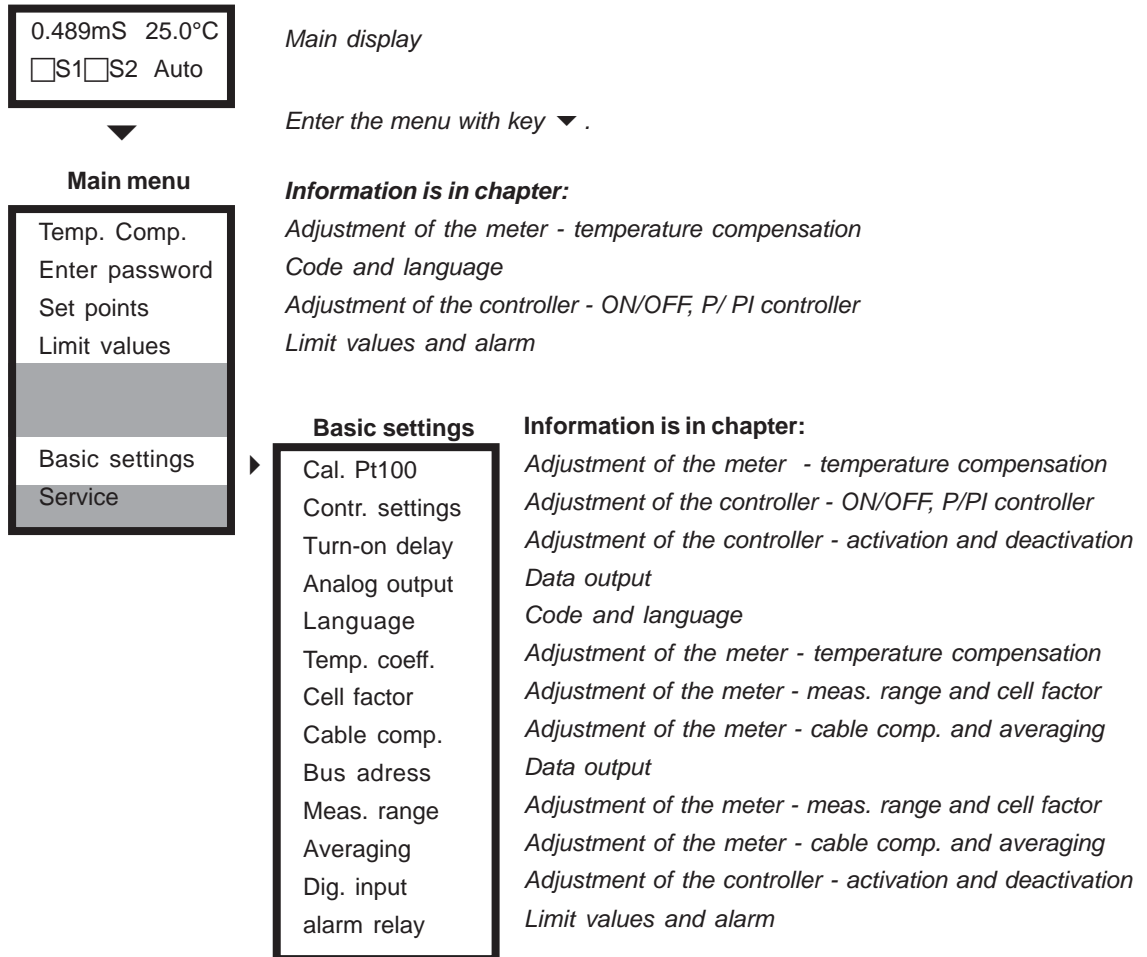 0.489mS 25.0°C
☐S1☐S2 Auto
Main display
Enter the menu with key ▼ .
Main menu
Information is in chapter:
Temp. Comp.
Adjustment of the meter - temperature compensation
Enter password
Code and language
Set points
Adjustment of the controller - ON/OFF, P/ PI controller
Limit values
Limit values and alarm
Basic settings
Service
Basic settings
Information is in chapter:
Cal. Pt100
Adjustment of the meter - temperature compensation
Contr. settings
Adjustment of the controller - ON/OFF, P/PI controller
Turn-on delay
Adjustment of the controller - activation and deactivation
Analog output
Data output
Language
Code and language
Temp. coeff.
Adjustment of the meter - temperature compensation
Cell factor
Adjustment of the meter - meas. range and cell factor
Cable comp.
Adjustment of the meter - cable comp. and averaging
Bus adress
Data output
Meas. range
Adjustment of the meter - meas. range and cell factor
Averaging
Adjustment of the meter - cable comp. and averaging
Dig. input
Adjustment of the controller - activation and deactivation
alarm relay
Limit values and alarm